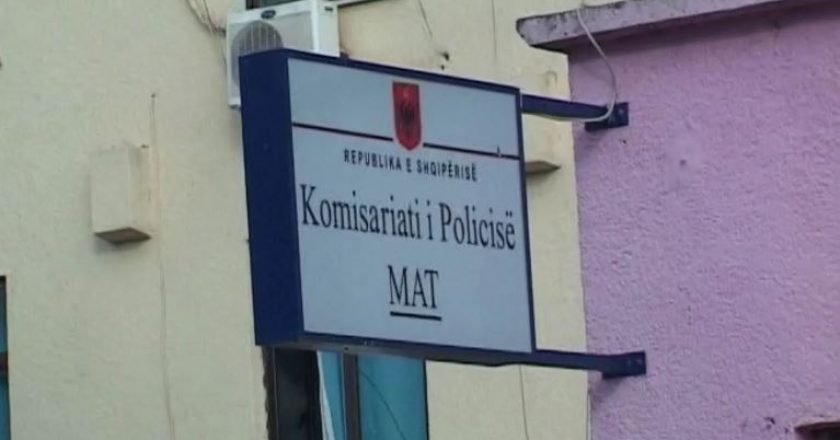 REPUBLIKA E SHQIPËRISË
Komisariati i Policisë
MAT